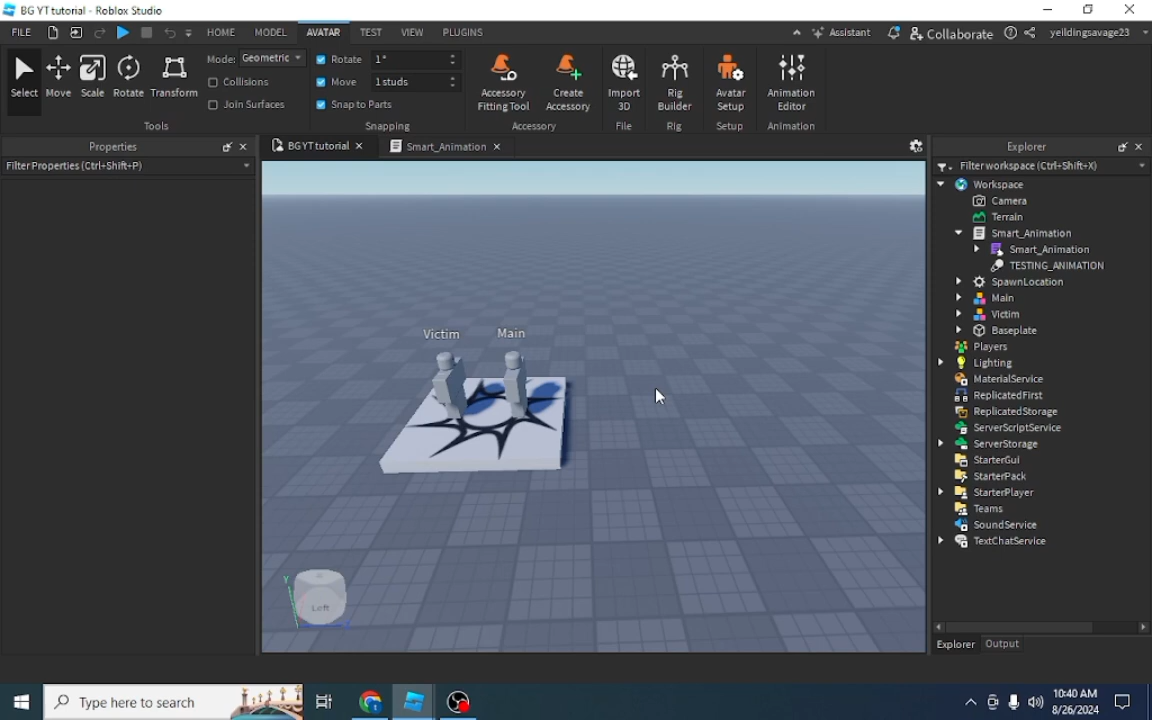 BG YT tutorial - Roblox Studio
FILE HOME MODEL AVATAR TEST VIEW PLUGINS Assistant Collaborate yeildingsavage23
Select Move Scale Rotate Transform
Mode: Geometric
Collisions
Join Surfaces
Tools
Rotate 1°
Move 1 studs
Snap to Parts
Snapping
Accessory
Fitting Tool
Create
Accessory
Accessory
Import
3D
File
Rig
Builder
Rig
Avatar
Setup
Setup
Animation
Editor
Animation
Properties
Filter Properties (Ctrl+Shift+P)
BG YT tutorial
Smart_Animation
Victim
Main
Left
Y
Explorer
Filter workspace (Ctrl+Shift+X)
Workspace
Camera
Terrain
Smart_Animation
Smart_Animation
TESTING_ANIMATION
SpawnLocation
Main
Victim
Baseplate
Players
Lighting
MaterialService
ReplicatedFirst
ReplicatedStorage
ServerScriptService
ServerStorage
StarterGui
StarterPack
StarterPlayer
Teams
SoundService
TextChatService
Explorer Output
Type here to search
10:40 AM
8/26/2024